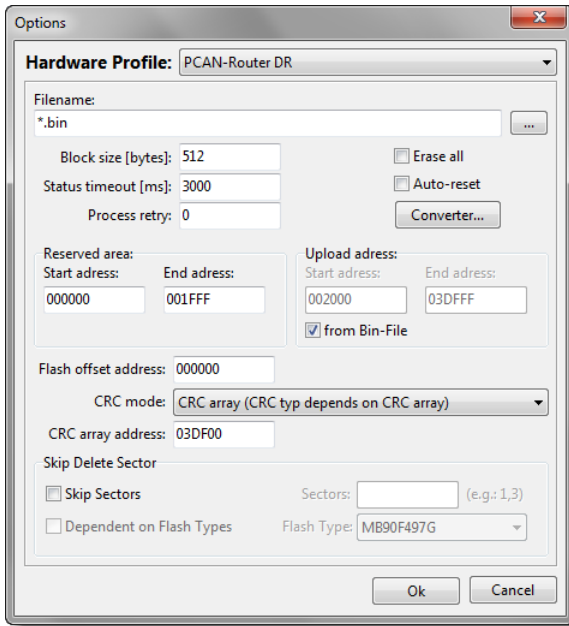 Options
Hardware Profile: PCAN-Router DR
Filename:
*.bin ...
Block size [bytes]: 512 Erase all
Status timeout [ms]: 3000 Auto-reset
Process retry: 0 Converter...
Reserved area: Upload adress:
Start adress: End adress: Start adress: End adress:
000000 001FFF 002000 03DFFF
from Bin-File
Flash offset address: 000000
CRC mode: CRC array (CRC typ depends on CRC array)
CRC array address: 03DF00
Skip Delete Sector
Skip Sectors Sectors: (e.g.: 1,3)
Dependent on Flash Types Flash Type: MB90F497G
Ok Cancel